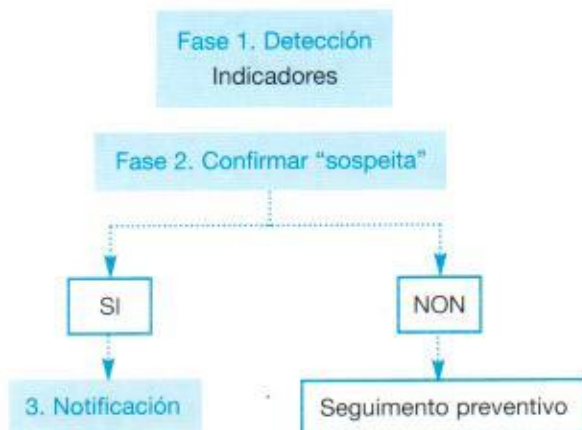 Fase 1. Detección
Indicadores
Fase 2. Confirmar “sospeita”
SI
NON
3. Notificación
Seguimento preventivo